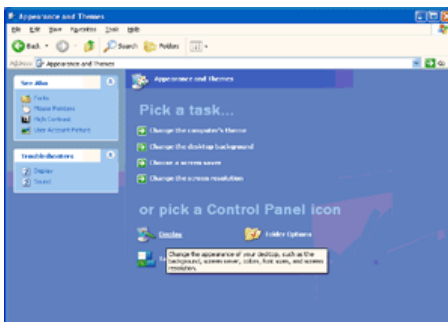 Appearance and Themes
File Edit View Favorites Tools Help
Back Search Folders
Address Appearance and Themes Go
See Also
Fonts
Mouse Pointers
High Contrast
User Account Picture
Troubleshooters
Display
Sound
Appearance and Themes
Pick a task...
Change the computer's theme
Change the desktop background
Choose a screen saver
Change the screen resolution
or pick a Control Panel icon
Display
Folder Options
Change the appearance of your desktop, such as the
background, screen saver, colors, font sizes, and screen
resolution.